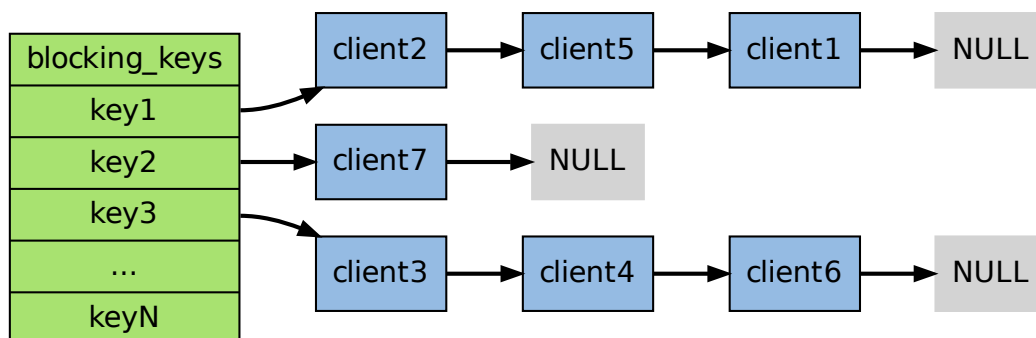 blocking_keys
key1
key2
key3
...
keyN
client2 client5 client1 NULL
client7 NULL
client3 client4 client6 NULL